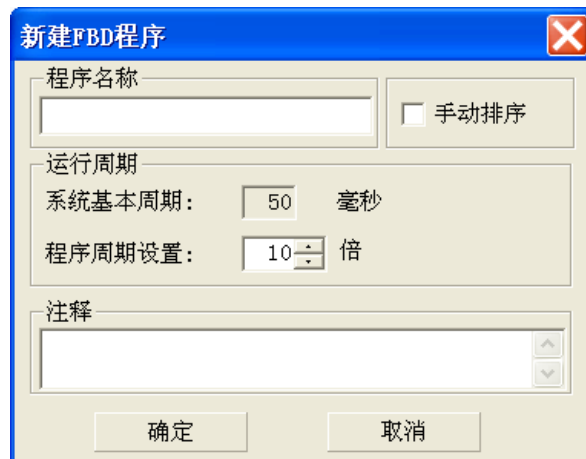 新建FBD程序
程序名称
手动排序
运行周期
系统基本周期: 50 毫秒
程序周期设置: 10 倍
注释
确定 取消